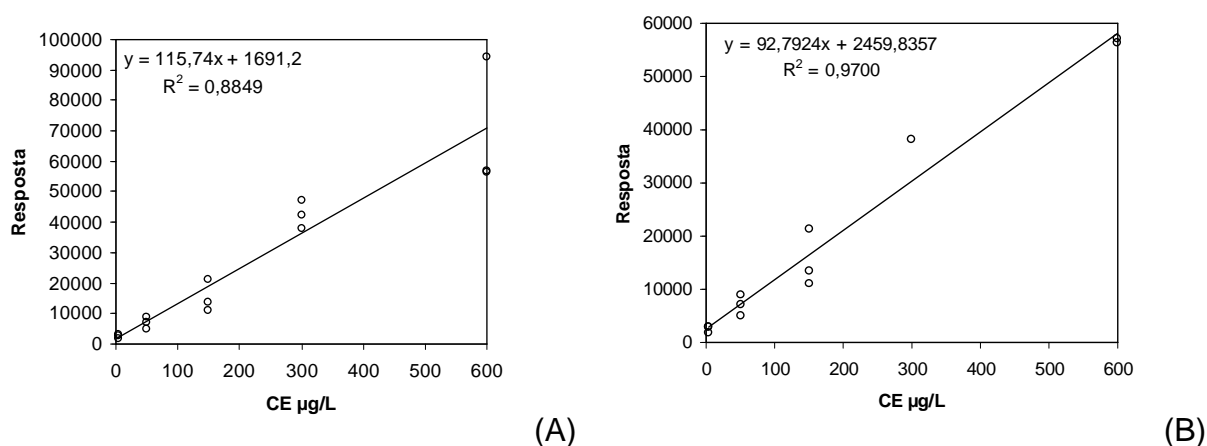 y = 115,74x + 1691,2
R² = 0,8849
100000
90000
80000
70000
60000
50000
40000
30000
20000
10000
0
Resposta
0 100 200 300 400 500 600
CE µg/L
(A)
y = 92,7924x + 2459,8357
R² = 0,9700
60000
50000
40000
30000
20000
10000
0
Resposta
0 100 200 300 400 500 600
CE µg/L
(B)